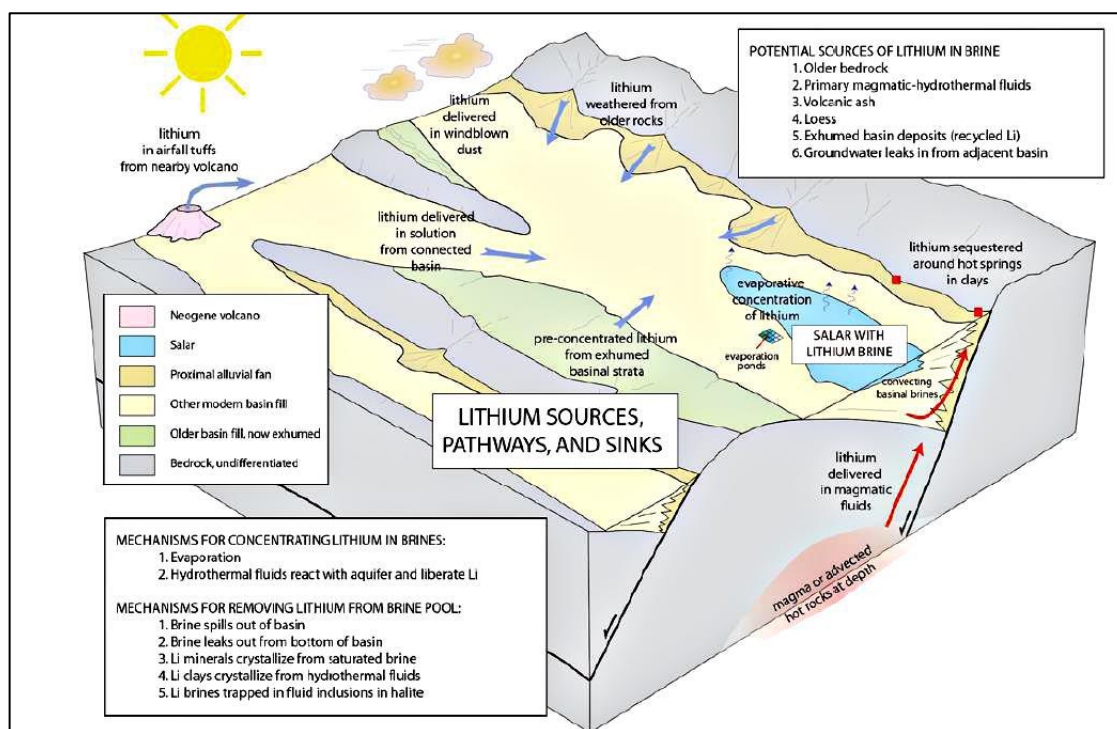 POTENTIAL SOURCES OF LITHIUM IN BRINE
1. Older bedrock
2. Primary magmatic-hydrothermal fluids
3. Volcanic ash
4. Loess
5. Exhumed basin deposits (recycled Li)
6. Groundwater leaks in from adjacent basin
lithium
in airfall tuffs
from nearby volcano
lithium
delivered
in windblown
dust
lithium
weathered from
older rocks
lithium delivered
in solution
from connected
basin
lithium sequestered
around hot springs
in clays
evaporative
concentration
of lithium
SALAR WITH
LITHIUM BRINE
evaporation
ponds
pre-concentrated lithium
from exhumed
basinal strata
convecting
basinal brines
Neogene volcano
Salar
Proximal alluvial fan
Other modern basin fill
Older basin fill, now exhumed
Bedrock, undifferentiated
LITHIUM SOURCES,
PATHWAYS, AND SINKS
lithium
delivered
in magmatic
fluids
magma or advected
hot rocks at depth
MECHANISMS FOR CONCENTRATING LITHIUM IN BRINES:
1. Evaporation
2. Hydrothermal fluids react with aquifer and liberate Li
MECHANISMS FOR REMOVING LITHIUM FROM BRINE POOL:
1. Brine spills out of basin
2. Brine leaks out from bottom of basin
3. Li minerals crystallize from saturated brine
4. Li clays crystallize from hydrothermal fluids
5. Li brines trapped in fluid inclusions in halite